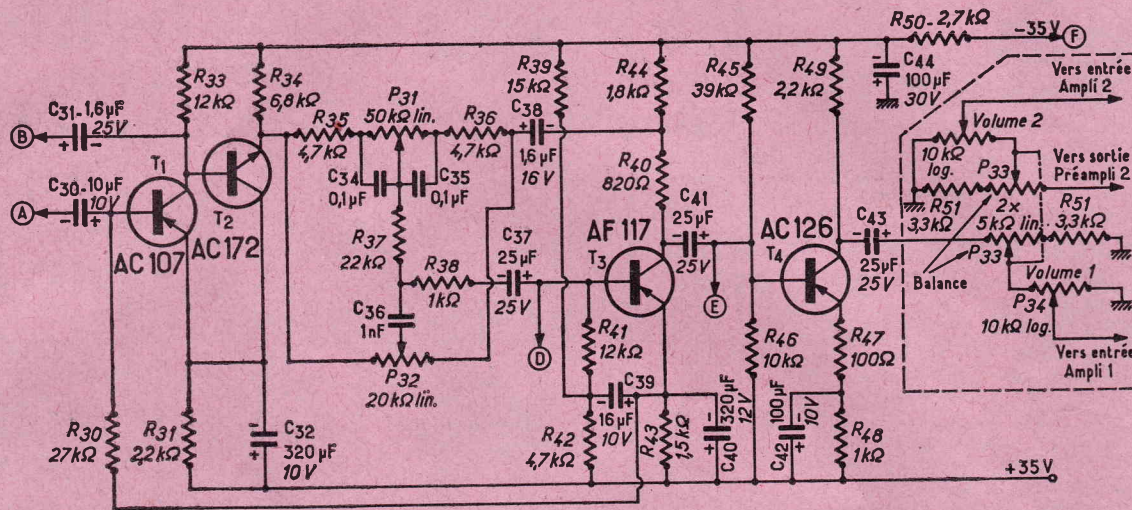 R50-2,7kΩ
-35V
F
C44
100µF
30V
Vers entrée
Ampli 2
Volume 2
10kΩ
log.
Vers sortie
Préampli 2
P33
R51
3,3kΩ
2×
5kΩ lin.
R51
3,3kΩ
P33
Balance
Volume 1
P34
10kΩ log.
Vers entrée
Ampli 1
R33
12kΩ
R34
6,8kΩ
C31-1,6µF
25V
B
C30-10µF
10V
A
T1
AC107
T2
AC172
R35
4,7kΩ
P31
50kΩ lin.
R36
4,7kΩ
C34
0,1µF
C35
0,1µF
R37
22kΩ
R38
1kΩ
C36
1nF
P32
20kΩ lin.
C37
25µF
25V
D
C38
1,6µF
16V
R39
15kΩ
R44
1,8kΩ
R40
820Ω
C41
25µF
25V
AF117
T3
E
R45
39kΩ
R49
2,2kΩ
AC126
T4
C43
25µF
25V
R41
12kΩ
C39
16µF
10V
R42
4,7kΩ
R43
1,5kΩ
C40
320µF
12V
R46
10kΩ
R47
100Ω
C42
100µF
10V
R48
1kΩ
R30
27kΩ
R31
2,2kΩ
C32
320µF
10V
+35V